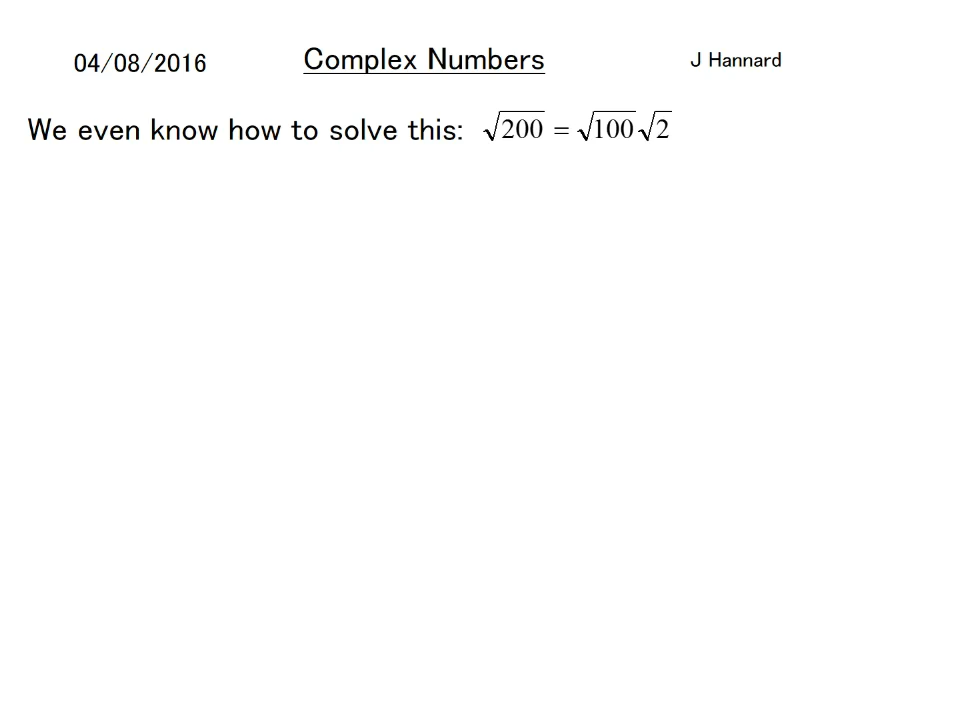 04/08/2016 Complex Numbers J Hannard
We even know how to solve this: √200 = √100√2